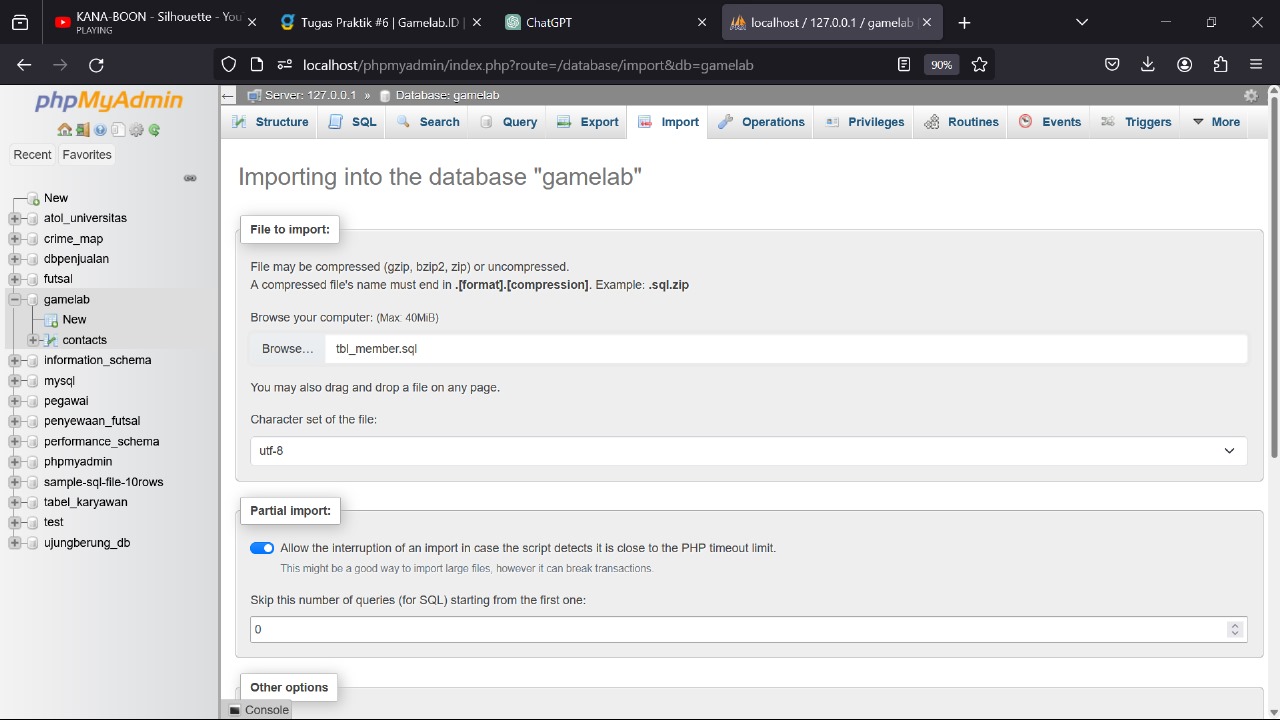 KANA-BOON - Silhouette - You
PLAYING
Tugas Praktik #6 | Gamelab.ID |
ChatGPT
localhost / 127.0.0.1 / gamelab
localhost/phpmyadmin/index.php?route=/database/import&db=gamelab
90%
phpMyAdmin
Recent
Favorites
New
atol_universitas
crime_map
dbpenjualan
futsal
gamelab
New
contacts
information_schema
mysql
pegawai
penyewaan_futsal
performance_schema
phpmyadmin
sample-sql-file-10rows
tabel_karyawan
test
ujungberung_db
Server: 127.0.0.1 » Database: gamelab
Structure
SQL
Search
Query
Export
Import
Operations
Privileges
Routines
Events
Triggers
More
Importing into the database "gamelab"
File to import:
File may be compressed (gzip, bzip2, zip) or uncompressed.
A compressed file's name must end in .[format].[compression]. Example: .sql.zip
Browse your computer: (Max: 40MiB)
Browse... tbl_member.sql
You may also drag and drop a file on any page.
Character set of the file:
utf-8
Partial import:
Allow the interruption of an import in case the script detects it is close to the PHP timeout limit.
This might be a good way to import large files, however it can break transactions.
Skip this number of queries (for SQL) starting from the first one:
0
Other options
Console